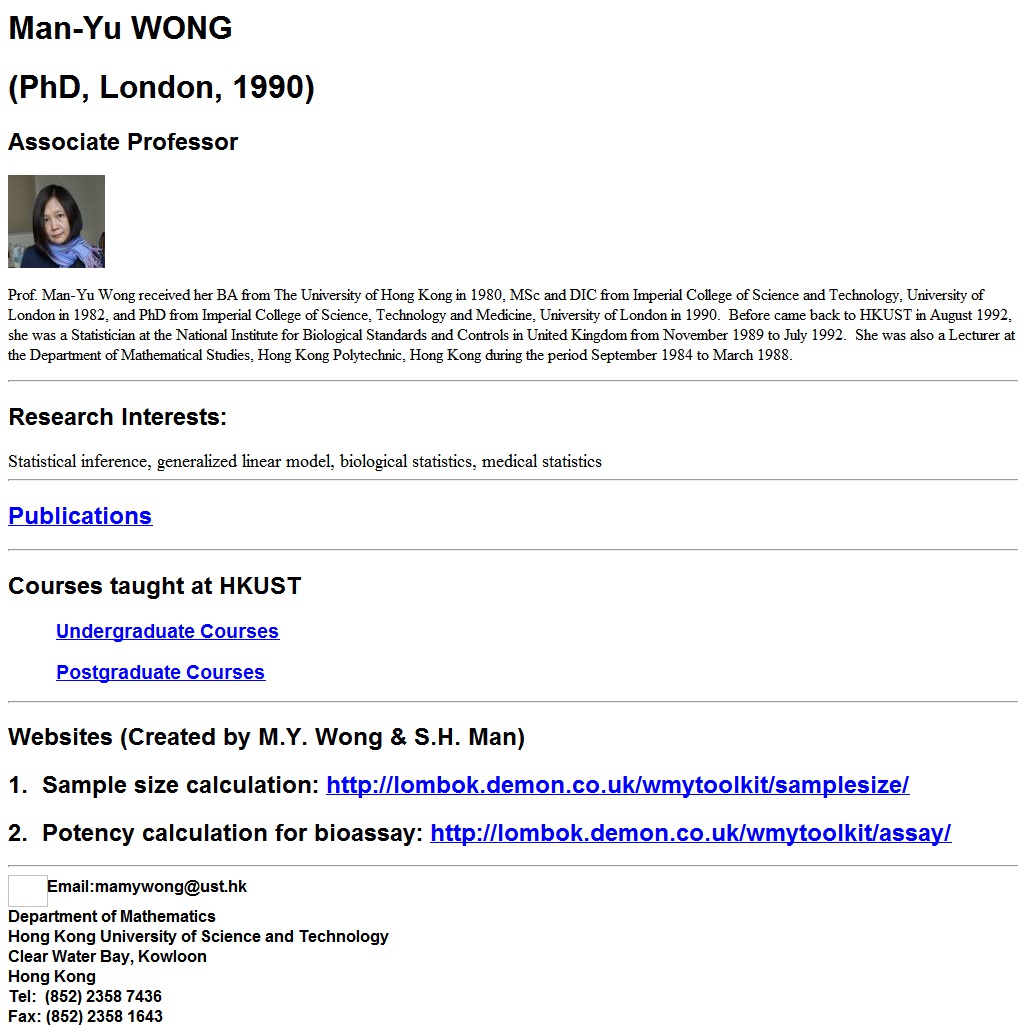 Man-Yu WONG
(PhD, London, 1990)
Associate Professor
Prof. Man-Yu Wong received her BA from The University of Hong Kong in 1980, MSc and DIC from Imperial College of Science and Technology, University of
London in 1982, and PhD from Imperial College of Science, Technology and Medicine, University of London in 1990.  Before came back to HKUST in August 1992,
she was a Statistician at the National Institute for Biological Standards and Controls in United Kingdom from November 1989 to July 1992.  She was also a Lecturer at
the Department of Mathematical Studies, Hong Kong Polytechnic, Hong Kong during the period September 1984 to March 1988.
Research Interests:
Statistical inference, generalized linear model, biological statistics, medical statistics
Publications
Courses taught at HKUST
Undergraduate Courses
Postgraduate Courses
Websites (Created by M.Y. Wong & S.H. Man)
1.  Sample size calculation: http://lombok.demon.co.uk/wmytoolkit/samplesize/
2.  Potency calculation for bioassay: http://lombok.demon.co.uk/wmytoolkit/assay/
Email:mamywong@ust.hk
Department of Mathematics
Hong Kong University of Science and Technology
Clear Water Bay, Kowloon
Hong Kong
Tel:  (852) 2358 7436
Fax: (852) 2358 1643